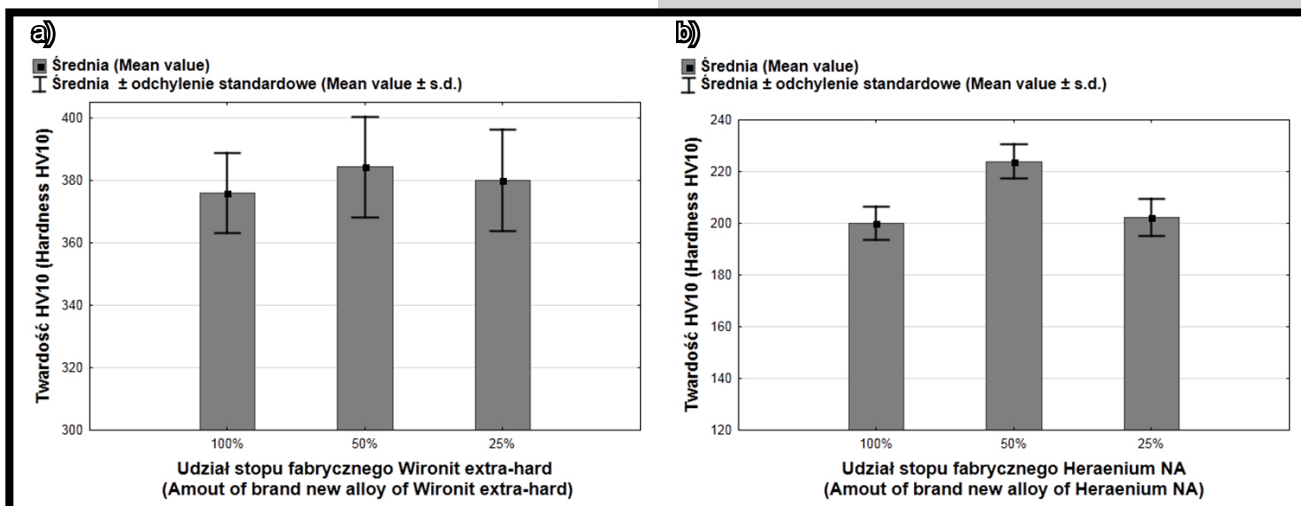 a)
Średnia (Mean value)
Średnia ± odchylenie standardowe (Mean value ± s.d.)
Twardość HV10 (Hardness HV10)
400
380
360
340
320
300
100%
50%
25%
Udział stopu fabrycznego Wironit extra-hard
(Amout of brand new alloy of Wironit extra-hard)
b)
Średnia (Mean value)
Średnia ± odchylenie standardowe (Mean value ± s.d.)
Twardość HV10 (Hardness HV10)
240
220
200
180
160
140
120
100%
50%
25%
Udział stopu fabrycznego Heraenium NA
(Amout of brand new alloy of Heraenium NA)